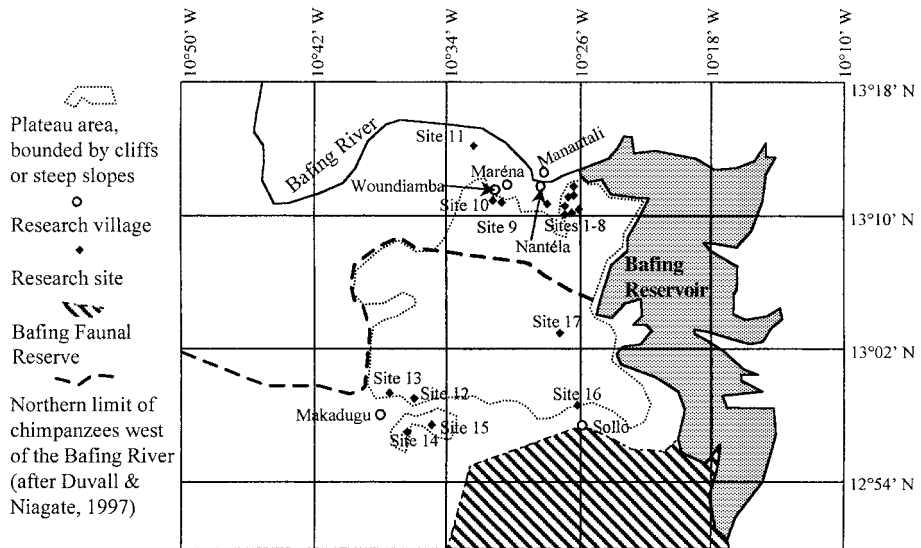 10°50' W
10°42' W
10°34' W
10°26' W
10°18' W
10°10' W
13°18' N
13°10' N
13°02' N
12°54' N
Plateau area,
bounded by cliffs
or steep slopes
Research village
Research site
Bafing Faunal
Reserve
Northern limit of
chimpanzees west
of the Bafing River
(after Duvall &
Niagate, 1997)
Bafing River
Site 11
Manantali
Maréna
Woundiamba
Site 10
Site 9
Nantéla
Sites 1-8
Bafing
Reservoir
Site 17
Site 13
Site 12
Site 16
Makadugu
Site 14
Site 15
Sollo